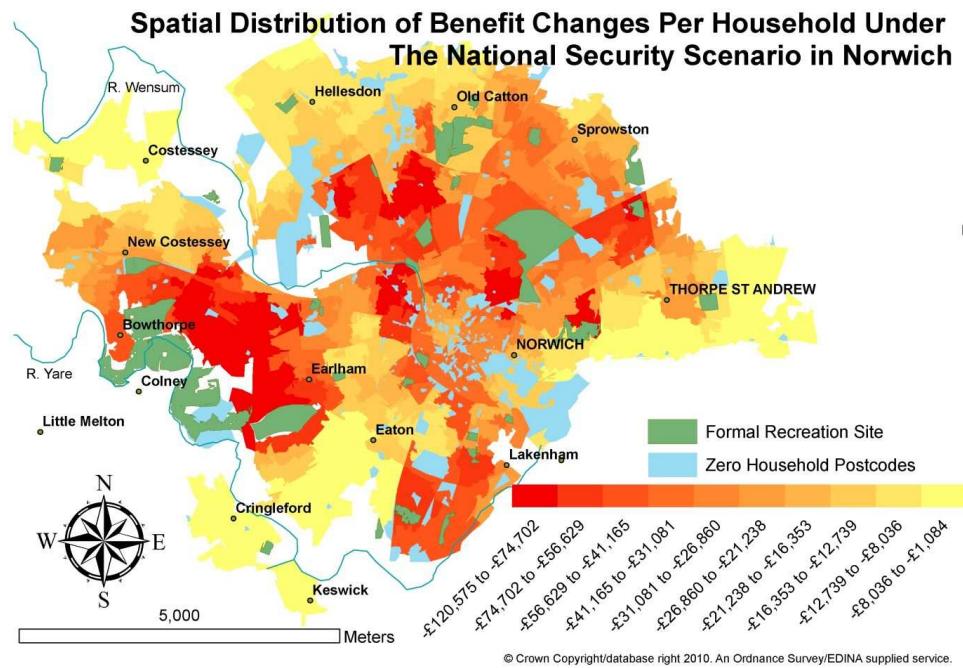 Spatial Distribution of Benefit Changes Per Household Under
The National Security Scenario in Norwich
R. Wensum
Hellesdon
Old Catton
Sprowston
Costessey
New Costessey
THORPE ST ANDREW
Bowthorpe
NORWICH
R. Yare
Earlham
Colney
Little Melton
Eaton
Formal Recreation Site
Lakenham
Zero Household Postcodes
N
W
E
S
Cringleford
Keswick
-£120,575 to -£74,702
-£74,702 to -£56,629
-£56,629 to -£41,165
-£41,165 to -£31,081
-£31,081 to -£26,860
-£26,860 to -£21,238
-£21,238 to -£16,353
-£16,353 to -£12,739
-£12,739 to -£8,036
-£8,036 to -£1,084
5,000
Meters
© Crown Copyright/database right 2010. An Ordnance Survey/EDINA supplied service.